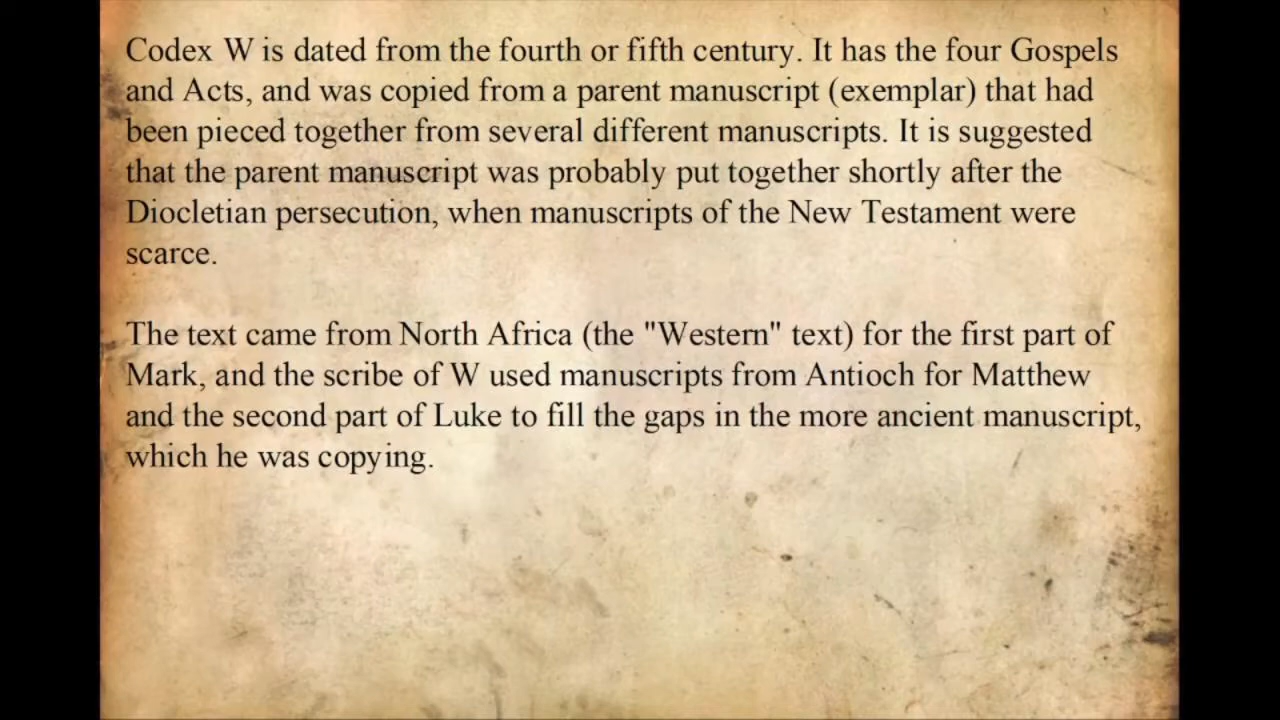 Codex W is dated from the fourth or fifth century. It has the four Gospels
and Acts, and was copied from a parent manuscript (exemplar) that had
been pieced together from several different manuscripts. It is suggested
that the parent manuscript was probably put together shortly after the
Diocletian persecution, when manuscripts of the New Testament were
scarce.
The text came from North Africa (the "Western" text) for the first part of
Mark, and the scribe of W used manuscripts from Antioch for Matthew
and the second part of Luke to fill the gaps in the more ancient manuscript,
which he was copying.